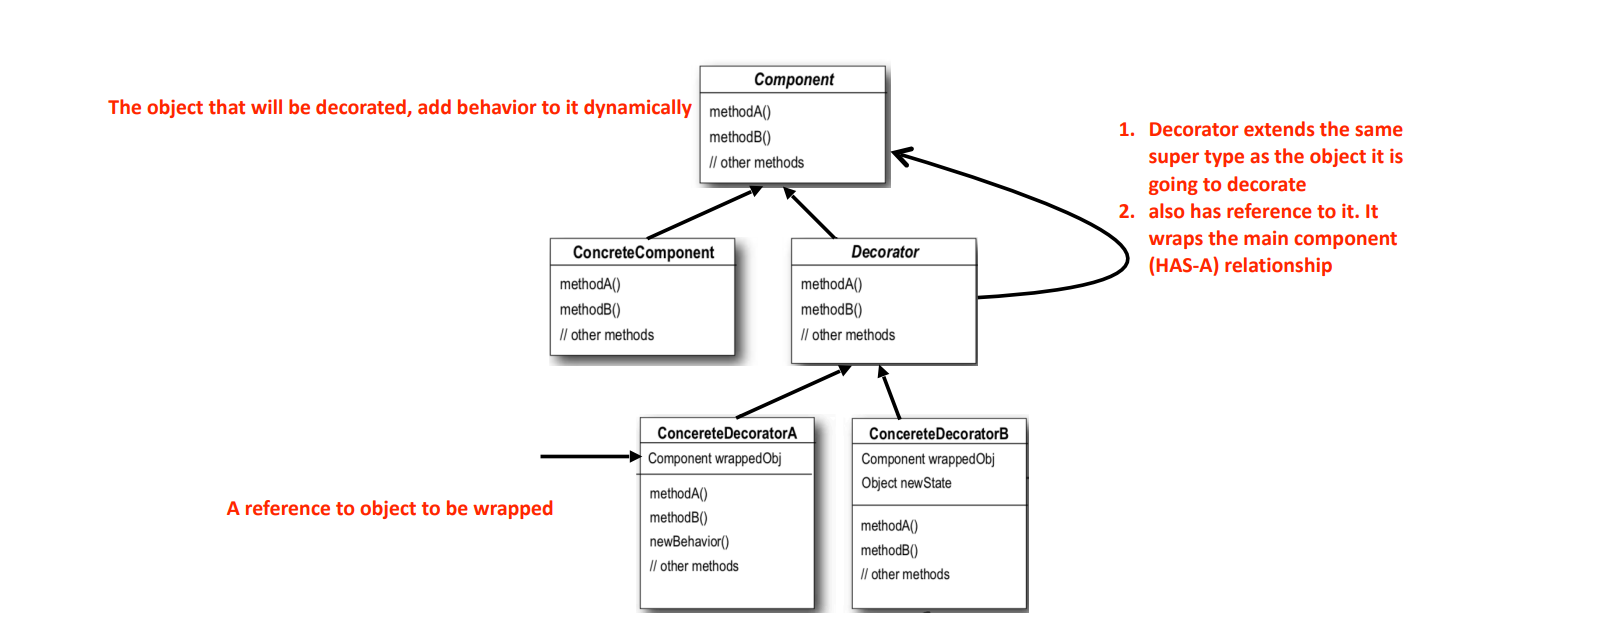 Component
The object that will be decorated, add behavior to it dynamically
methodA()
methodB()
// other methods
1. Decorator extends the same
super type as the object it is
going to decorate
2. also has reference to it. It
wraps the main component
(HAS-A) relationship
ConcreteComponent
methodA()
methodB()
// other methods
Decorator
methodA()
methodB()
// other methods
ConcereteDecoratorA
Component wrappedObj
methodA()
methodB()
newBehavior()
// other methods
A reference to object to be wrapped
ConcereteDecoratorB
Component wrappedObj
Object newState
methodA()
methodB()
// other methods